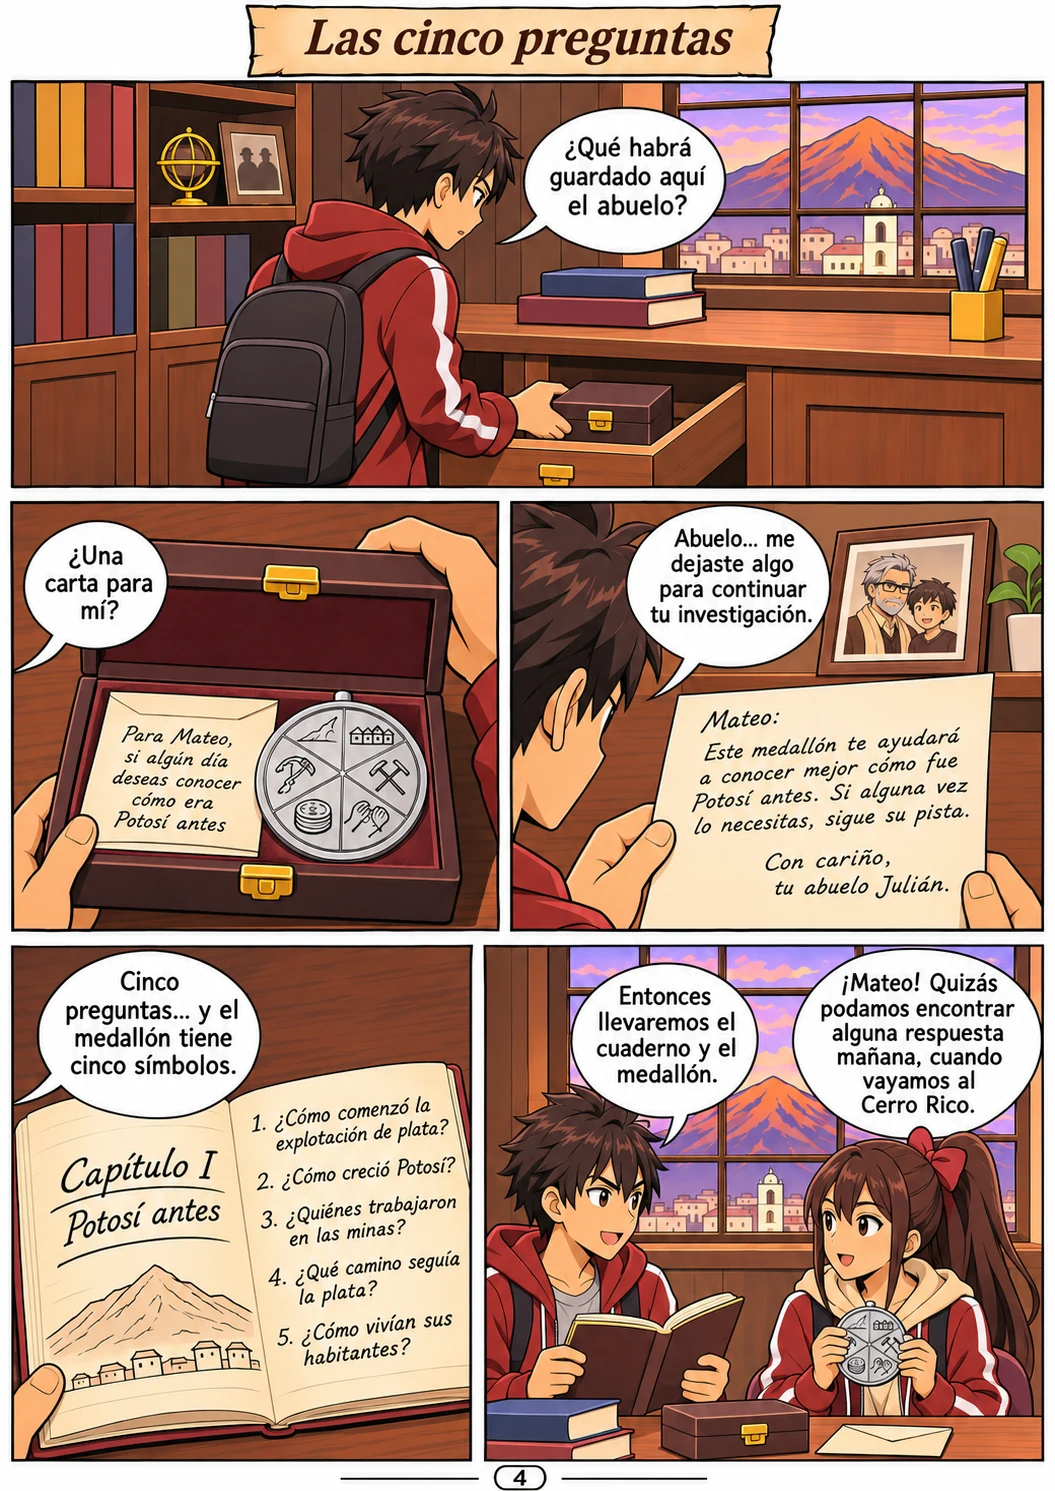 Las cinco preguntas
¿Qué habrá
guardado aquí
el abuelo?
¿Una
carta para
mí?
Para Mateo,
si algún día
deseas conocer
cómo era
Potosí antes
Abuelo... me
dejaste algo
para continuar
tu investigación.
Mateo:
Este medallón te ayudará
a conocer mejor cómo fue
Potosí antes. Si alguna vez
lo necesitas, sigue su pista.
Con cariño,
tu abuelo Julián.
Cinco
preguntas... y el
medallón tiene
cinco símbolos.
Capítulo I
Potosí antes
1. ¿Cómo comenzó la
explotación de plata?
2. ¿Cómo creció Potosí?
3. ¿Quiénes trabajaron
en las minas?
4. ¿Qué camino seguía
la plata?
5. ¿Cómo vivían sus
habitantes?
Entonces
llevaremos el
cuaderno y el
medallón.
¡Mateo! Quizás
podamos encontrar
alguna respuesta
mañana, cuando
vayamos al
Cerro Rico.
4